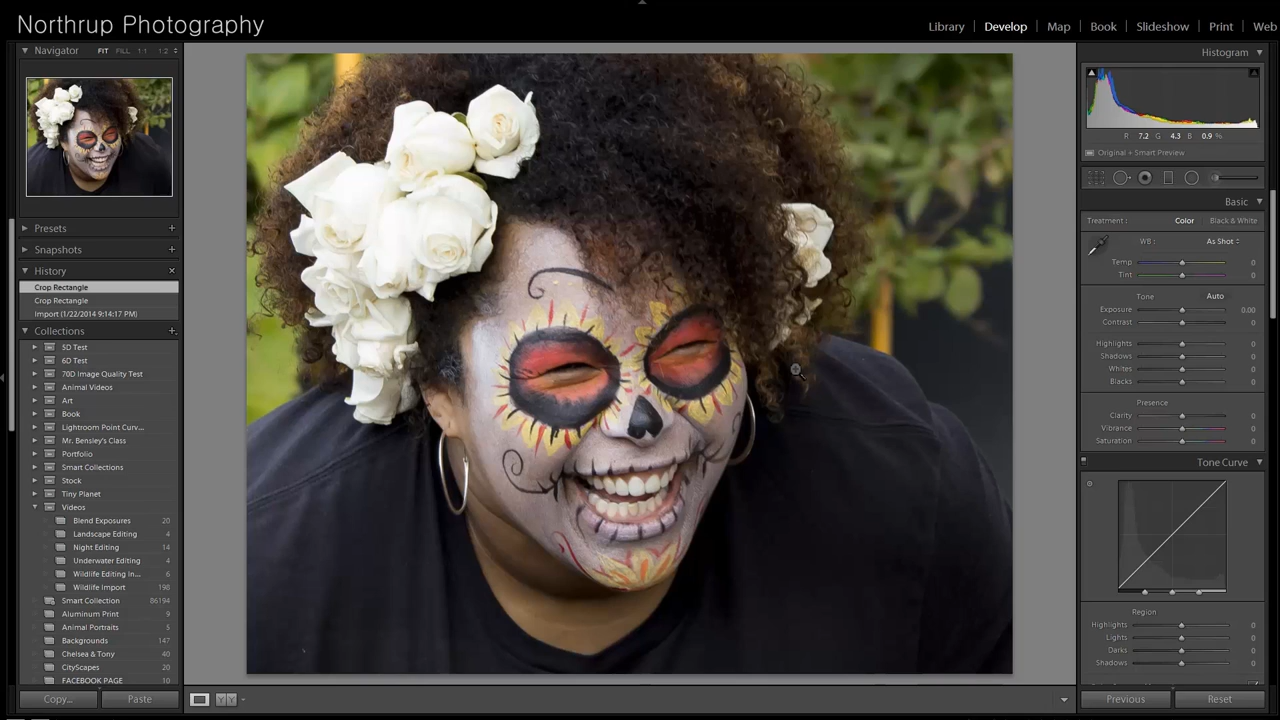 Northrup Photography
Library | Develop | Map | Book | Slideshow | Print | Web
Navigator FIT FILL 1:1 1:2
Presets
Snapshots
History
Crop Rectangle
Crop Rectangle
Import (1/22/2014 9:14:17 PM)
Collections
5D Test
6D Test
70D Image Quality Test
Animal Videos
Art
Book
Lightroom Point Curv...
Mr. Bensley's Class
Portfolio
Smart Collections
Stock
Tiny Planet
Videos
Blend Exposures 20
Landscape Editing 4
Night Editing 14
Underwater Editing 4
Wildlife Editing In... 6
Wildlife Import 198
Smart Collection 86194
Aluminum Print 9
Animal Portraits 5
Backgrounds 147
Chelsea & Tony 40
CityScapes 20
FACEBOOK PAGE 4
Copy... Paste
Histogram
R 7.2 G 4.3 B 0.9 %
Original + Smart Preview
Basic
Treatment : Color Black & White
WB : As Shot
Temp 0
Tint 0
Tone Auto
Exposure 0.00
Contrast 0
Highlights 0
Shadows 0
Whites 0
Blacks 0
Presence
Clarity 0
Vibrance 0
Saturation 0
Tone Curve
Region
Highlights 0
Lights 0
Darks 0
Shadows 0
Previous Reset